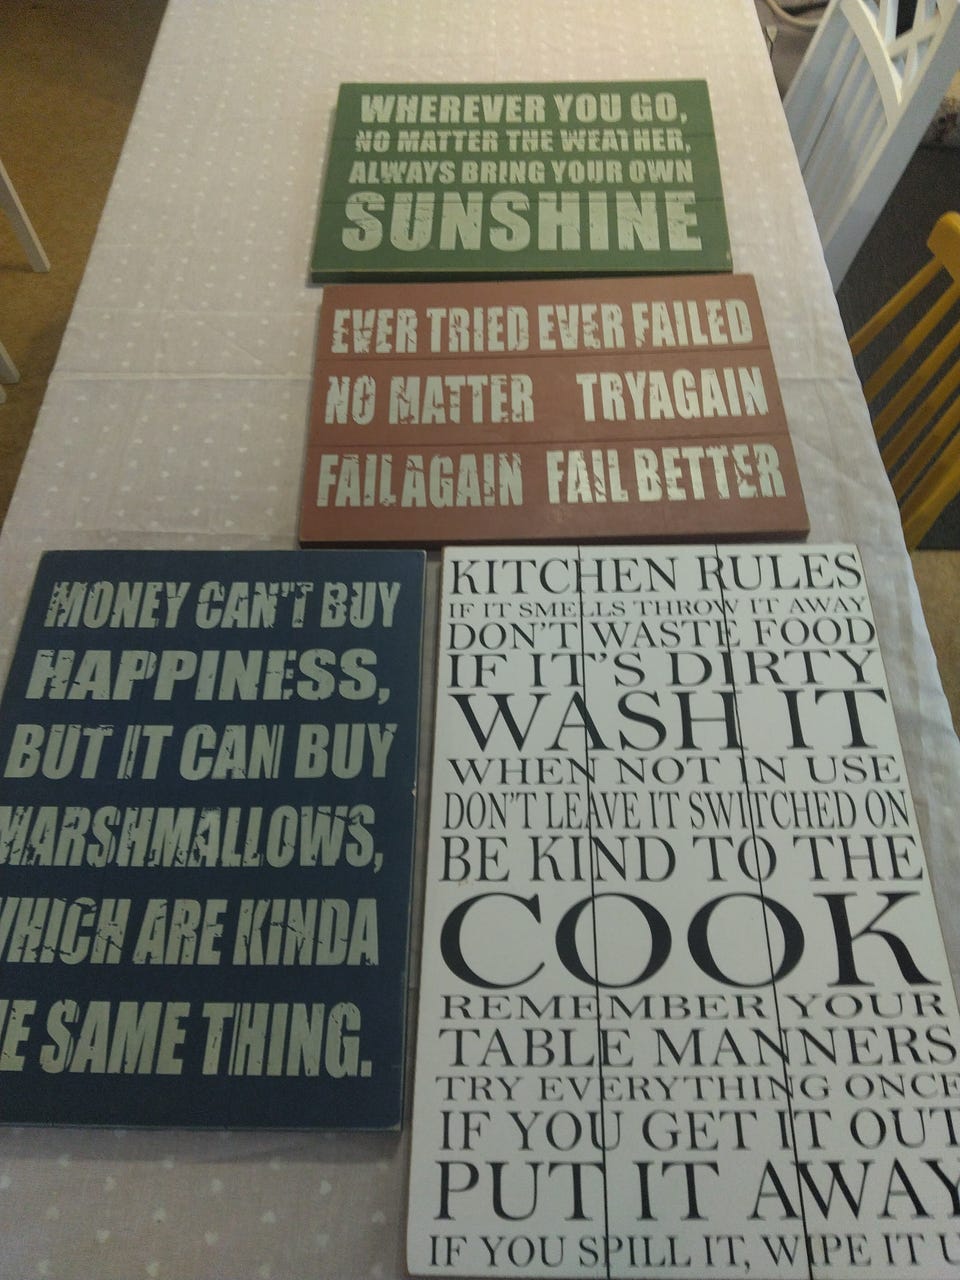 WHEREVER YOU GO,
NO MATTER THE WEATHER,
ALWAYS BRING YOUR OWN
SUNSHINE
EVER TRIED EVER FAILED
NO MATTER TRYAGAIN
FAIL AGAIN FAIL BETTER
MONEY CAN'T BUY
HAPPINESS,
BUT IT CAN BUY
MARSHMALLOWS,
WHICH ARE KINDA
SAME THING.
KITCHEN RULES
IF IT SMELLS THROW IT AWAY
DON'T WASTE FOOD
IF IT'S DIRTY
WASH IT
WHEN NOT IN USE
DON'T LEAVE IT SWITCHED ON
BE KIND TO THE
COOK
REMEMBER YOUR
TABLE MANNERS
TRY EVERYTHING ONCE
IF YOU GET IT OUT
PUT IT AWAY
IF YOU SPILL IT, WIPE IT